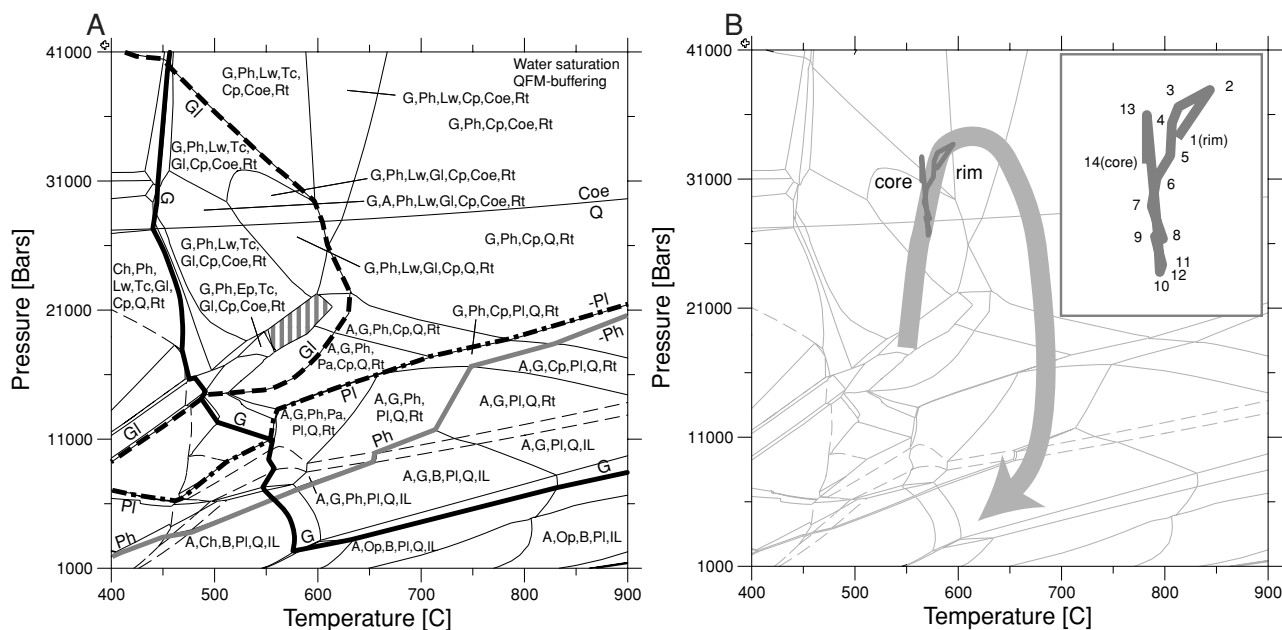 A
41000
31000
21000
11000
1000
Pressure [Bars]
400
500
600
700
800
900
Temperature [C]
Water saturation
QFM-buffering
G,Ph,Lw,Tc,
Cp,Coe,Rt
G,Ph,Lw,Cp,Coe,Rt
G,Ph,Cp,Coe,Rt
Gl
G,Ph,Lw,Tc,
Gl,Cp,Coe,Rt
G,Ph,Lw,Gl,Cp,Coe,Rt
G,A,Ph,Lw,Gl,Cp,Coe,Rt
Coe
Q
G
G,Ph,Lw,Tc,
Gl,Cp,Coe,Rt
G,Ph,Cp,Q,Rt
G,Ph,Lw,Gl,Cp,Q,Rt
Ch,Ph,
Lw,Tc,Gl,
Cp,Q,Rt
G,Ph,Ep,Tc,
Gl,Cp,Coe,Rt
G,Ph,Cp,Pl,Q,Rt
-Pl
-Ph
A,G,Ph,Cp,Q,Rt
Gl
A,G,Ph,
Pa,Cp,Q,Rt
A,G,Cp,Pl,Q,Rt
Pl
A,G,Ph,Pa,
Pl,Q,Rt
A,G,Ph,
Pl,Q,Rt
A,G,Pl,Q,Rt
G
Gl
Ph
A,G,Pl,Q,IL
A,G,B,Pl,Q,IL
G
Pl
A,G,Ph,Pl,Q,IL
Ph
A,Ch,B,Pl,Q,IL
G
A,Op,B,Pl,Q,IL
A,Op,B,Pl,IL
B
41000
31000
21000
11000
1000
Pressure [Bars]
400
500
600
700
800
900
Temperature [C]
core
rim
3
2
13
4
1(rim)
14(core)
5
6
7
9
8
11
12
10